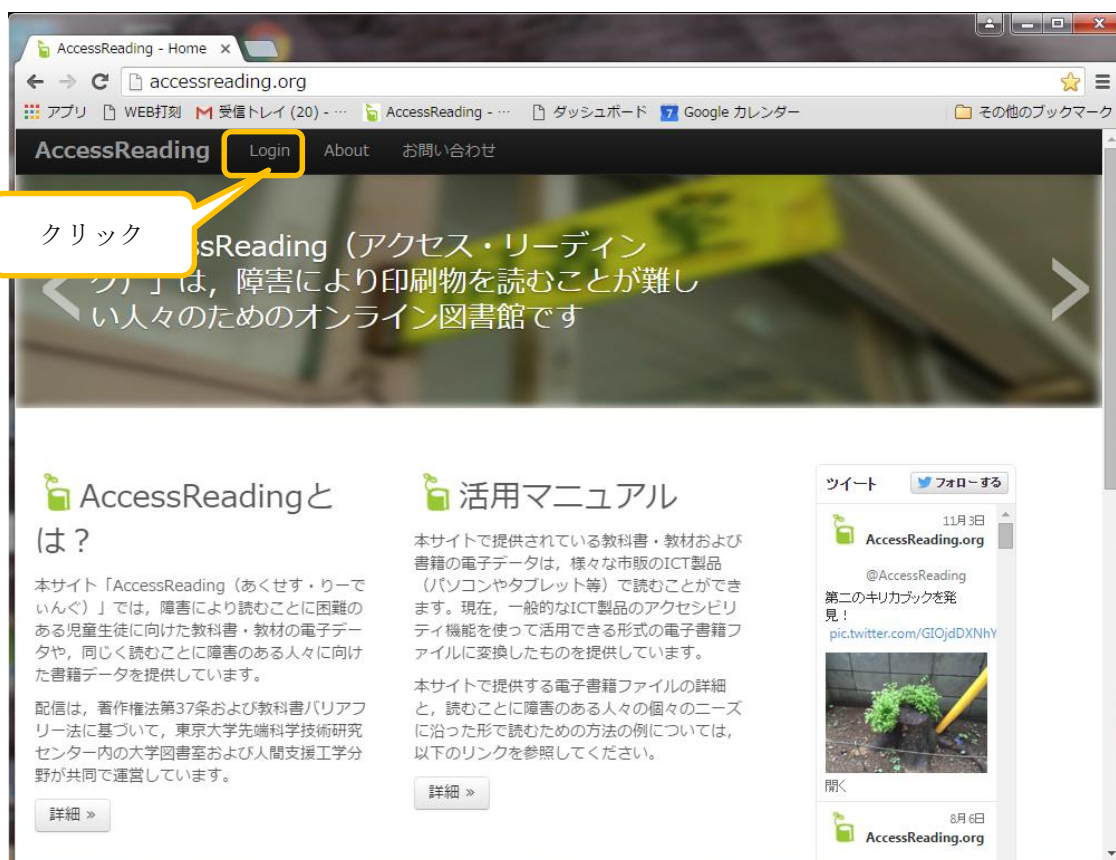 AccessReading - Home
accessreading.org
アプリ WEB打刻 受信トレイ (20) - … AccessReading - … ダッシュボード 7 Google カレンダー その他のブックマーク
AccessReading Login About お問い合わせ
クリック
ssReading（アクセス・リーディン
グ）」は，障害により印刷物を読むことが難し
い人々のためのオンライン図書館です
AccessReadingと
は？
本サイト「AccessReading（あくせす・りーで
ぃんぐ）」では，障害により読むことに困難の
ある児童生徒に向けた教科書・教材の電子デー
タや，同じく読むことに障害のある人々に向け
た書籍データを提供しています。
配信は，著作権法第37条および教科書バリアフ
リー法に基づいて，東京大学先端科学技術研究
センター内の大学図書室および人間支援工学分
野が共同で運営しています。
詳細 »
活用マニュアル
本サイトで提供されている教科書・教材および
書籍の電子データは，様々な市販のICT製品
（パソコンやタブレット等）で読むことができ
ます。現在，一般的なICT製品のアクセシビリ
ティ機能を使って活用できる形式の電子書籍フ
ァイルに変換したものを提供しています。
本サイトで提供する電子書籍ファイルの詳細
と，読むことに障害のある人々の個々のニーズ
に沿った形で読むための方法の例については，
以下のリンクを参照してください。
詳細 »
ツイート フォローする
11月3日
AccessReading.org
@AccessReading
第二のキリカブックを発
見！
pic.twitter.com/GIOjdDXNhY
開く
8月6日
AccessReading.org